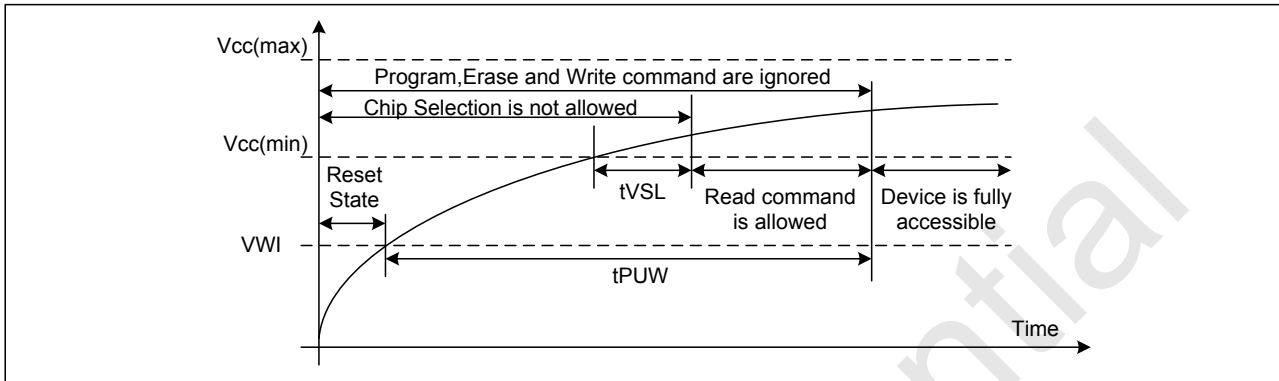 Vcc(max)
Program,Erase and Write command are ignored
Chip Selection is not allowed
Vcc(min)
Reset
State
tVSL
Read command
is allowed
Device is fully
accessible
VWI
tPUW
Time
ential